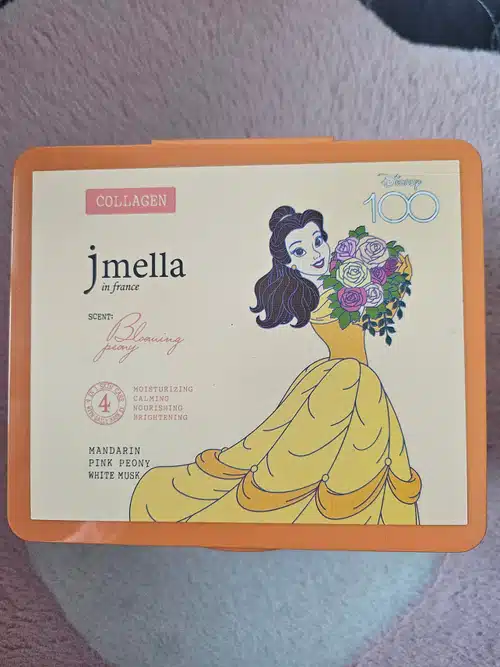 COLLAGEN
Disney
100
jmella
in france
SCENT:
Blooming
peony
4
MOISTURIZING
CALMING
NOURISHING
BRIGHTENING
MANDARIN
PINK PEONY
WHITE MUSK